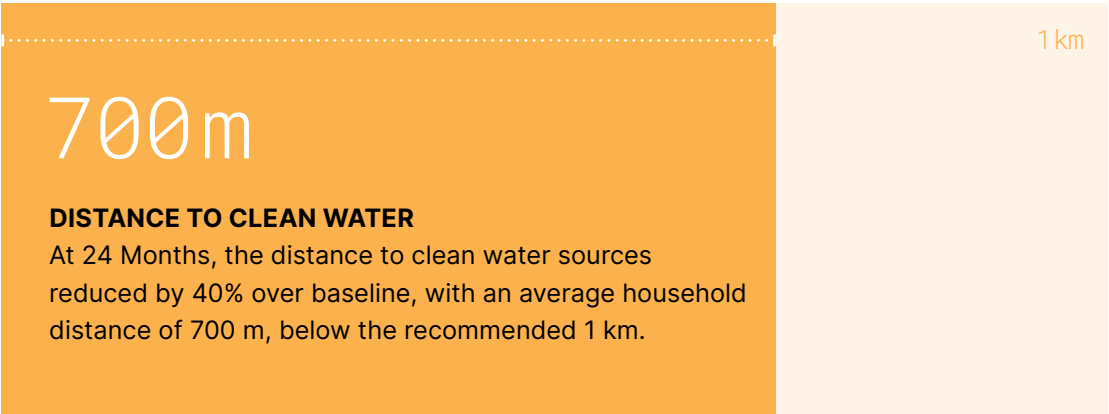 1 km
700 m
DISTANCE TO CLEAN WATER
At 24 Months, the distance to clean water sources
reduced by 40% over baseline, with an average household
distance of 700 m, below the recommended 1 km.